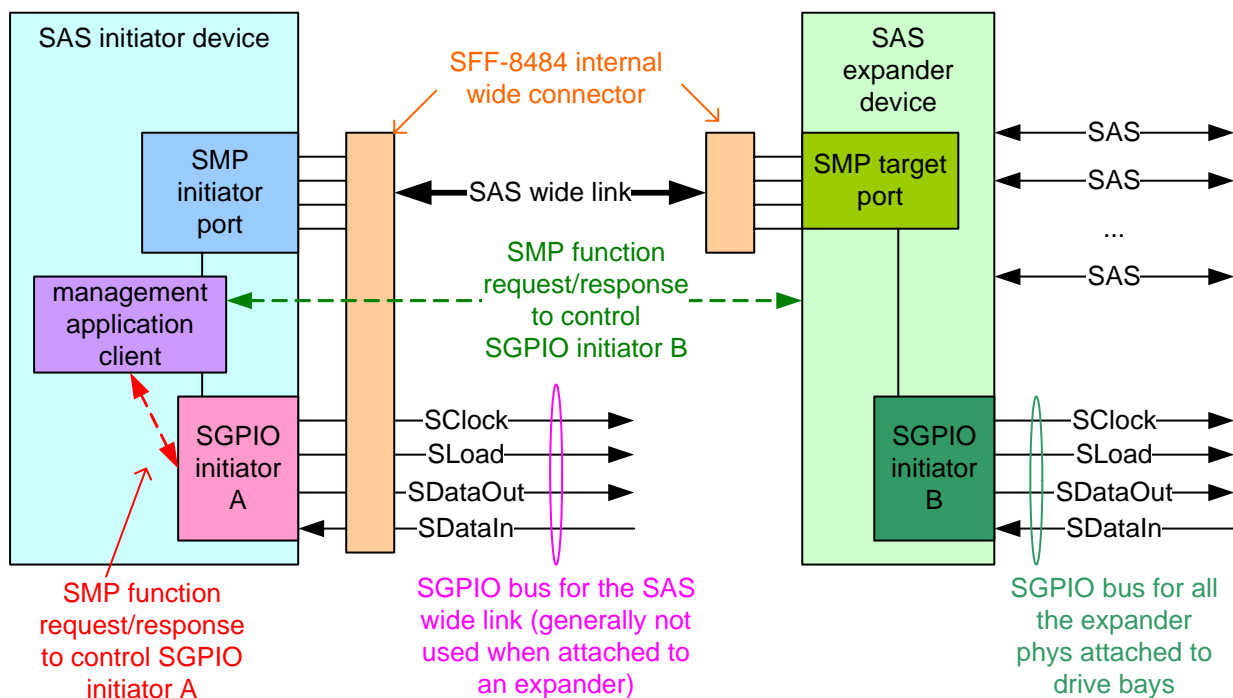 SAS initiator device
SFF-8484 internal
wide connector
SAS
expander
device
SMP
initiator
port
SAS wide link
SMP target
port
SAS
SAS
...
SAS
management
application
client
SMP function
request/response
to control
SGPIO initiator B
SGPIO
initiator
A
SClock
SLoad
SDataOut
SDataIn
SGPIO
initiator
B
SClock
SLoad
SDataOut
SDataIn
SMP function
request/response
to control SGPIO
initiator A
SGPIO bus for the SAS
wide link (generally not
used when attached to
an expander)
SGPIO bus for all
the expander
phys attached to
drive bays